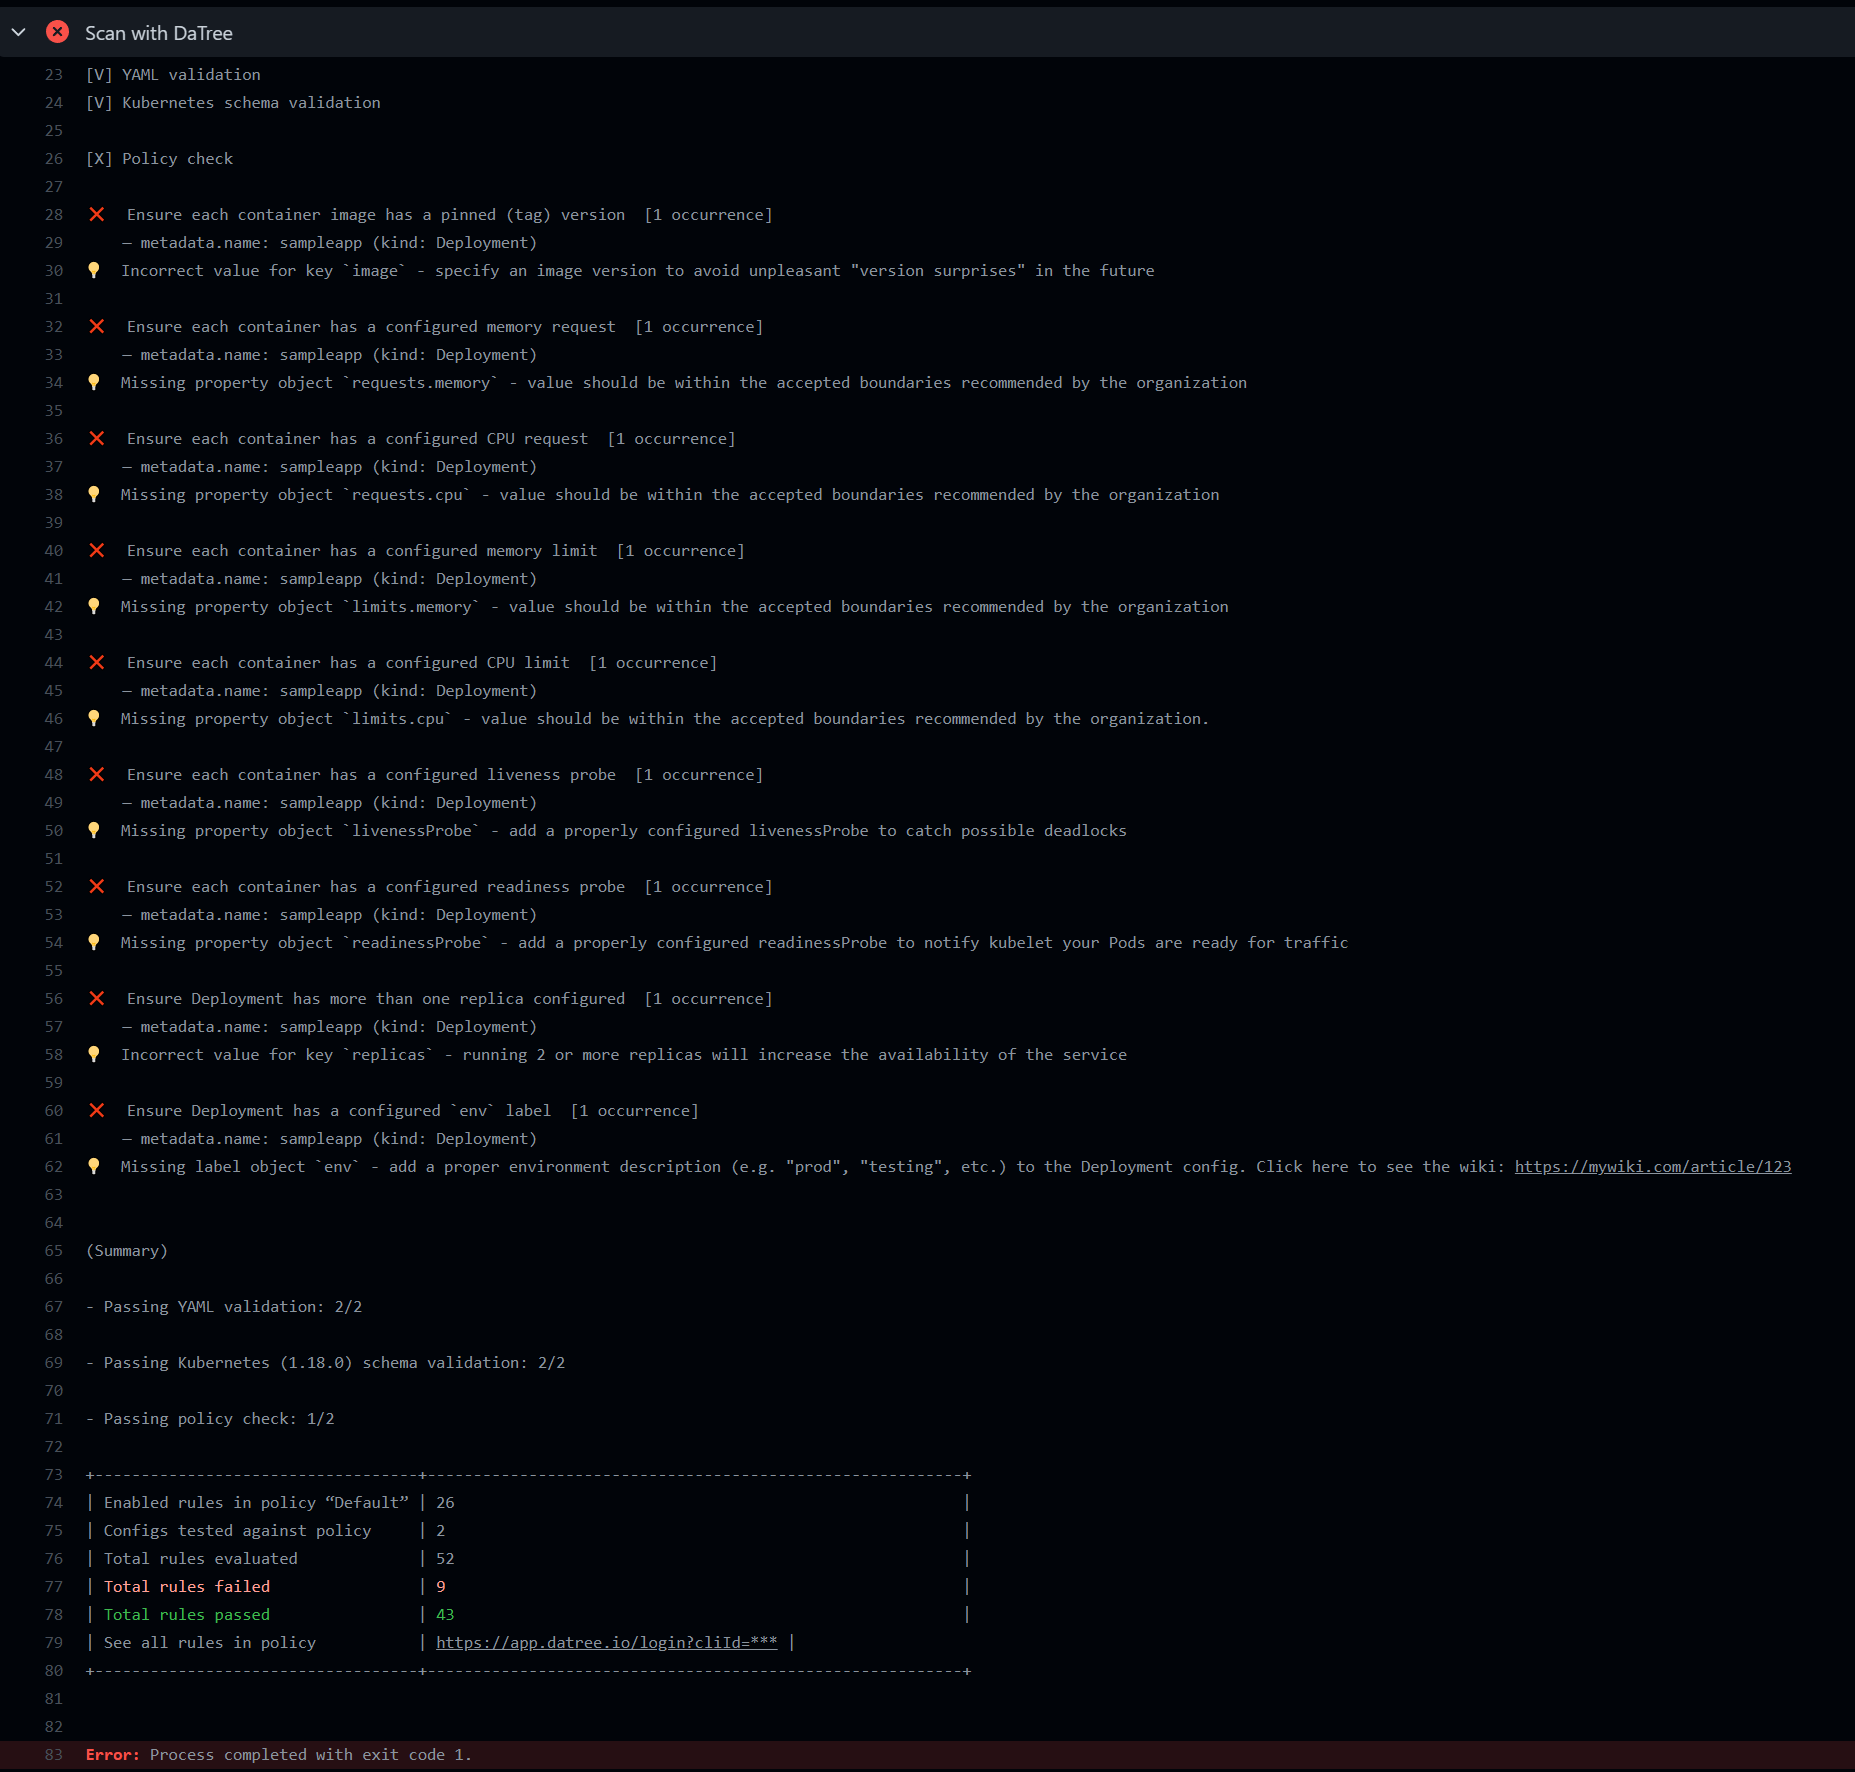 Scan with DaTree
23 [V] YAML validation
24 [V] Kubernetes schema validation
25
26 [X] Policy check
27
28 ❌ Ensure each container image has a pinned (tag) version [1 occurrence]
29 — metadata.name: sampleapp (kind: Deployment)
30 💡 Incorrect value for key `image` - specify an image version to avoid unpleasant "version surprises" in the future
31
32 ❌ Ensure each container has a configured memory request [1 occurrence]
33 — metadata.name: sampleapp (kind: Deployment)
34 💡 Missing property object `requests.memory` - value should be within the accepted boundaries recommended by the organization
35
36 ❌ Ensure each container has a configured CPU request [1 occurrence]
37 — metadata.name: sampleapp (kind: Deployment)
38 💡 Missing property object `requests.cpu` - value should be within the accepted boundaries recommended by the organization
39
40 ❌ Ensure each container has a configured memory limit [1 occurrence]
41 — metadata.name: sampleapp (kind: Deployment)
42 💡 Missing property object `limits.memory` - value should be within the accepted boundaries recommended by the organization
43
44 ❌ Ensure each container has a configured CPU limit [1 occurrence]
45 — metadata.name: sampleapp (kind: Deployment)
46 💡 Missing property object `limits.cpu` - value should be within the accepted boundaries recommended by the organization.
47
48 ❌ Ensure each container has a configured liveness probe [1 occurrence]
49 — metadata.name: sampleapp (kind: Deployment)
50 💡 Missing property object `livenessProbe` - add a properly configured livenessProbe to catch possible deadlocks
51
52 ❌ Ensure each container has a configured readiness probe [1 occurrence]
53 — metadata.name: sampleapp (kind: Deployment)
54 💡 Missing property object `readinessProbe` - add a properly configured readinessProbe to notify kubelet your Pods are ready for traffic
55
56 ❌ Ensure Deployment has more than one replica configured [1 occurrence]
57 — metadata.name: sampleapp (kind: Deployment)
58 💡 Incorrect value for key `replicas` - running 2 or more replicas will increase the availability of the service
59
60 ❌ Ensure Deployment has a configured `env` label [1 occurrence]
61 — metadata.name: sampleapp (kind: Deployment)
62 💡 Missing label object `env` - add a proper environment description (e.g. "prod", "testing", etc.) to the Deployment config. Click here to see the wiki: https://mywiki.com/article/123
63
64
65 (Summary)
66
67 - Passing YAML validation: 2/2
68
69 - Passing Kubernetes (1.18.0) schema validation: 2/2
70
71 - Passing policy check: 1/2
72
73 +-----------------------------------+----------------------------------------------------------+
74 | Enabled rules in policy “Default” | 26 |
75 | Configs tested against policy | 2 |
76 | Total rules evaluated | 52 |
77 | Total rules failed | 9 |
78 | Total rules passed | 43 |
79 | See all rules in policy | https://app.datree.io/login?cliId=*** |
80 +-----------------------------------+----------------------------------------------------------+
81
82
83 Error: Process completed with exit code 1.